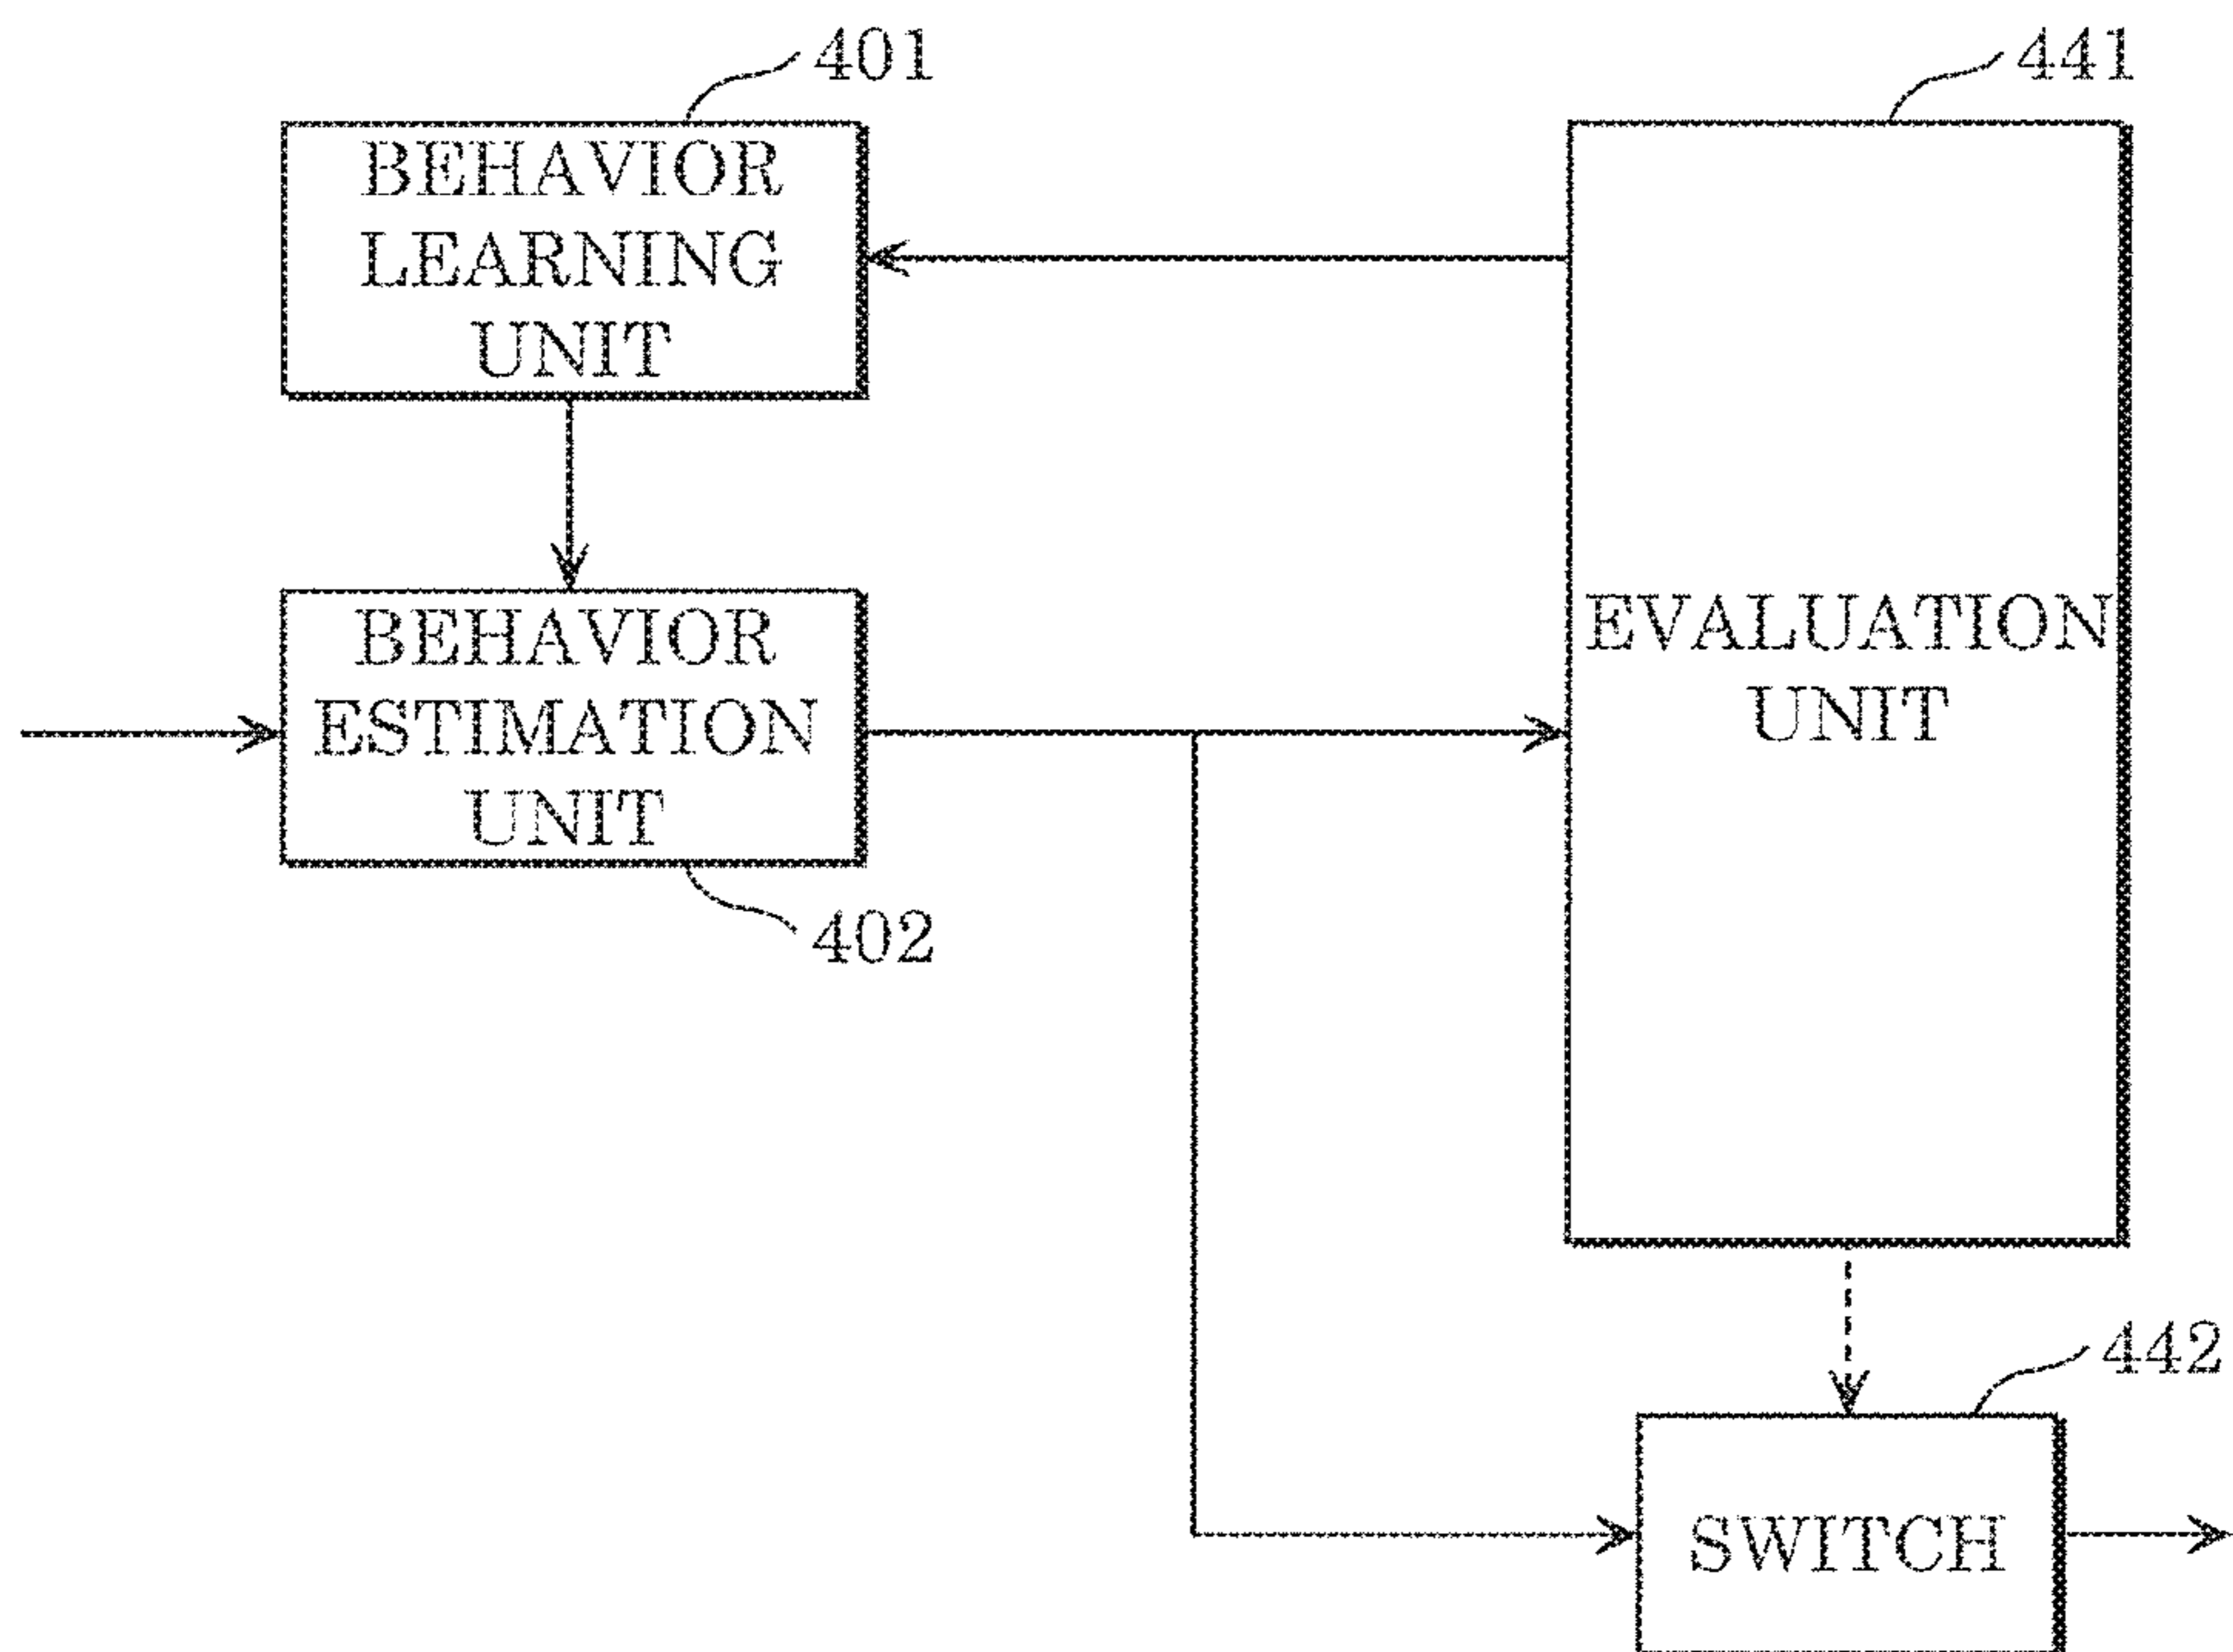 401
BEHAVIOR
LEARNING
UNIT
441
BEHAVIOR
ESTIMATION
UNIT
402
EVALUATION
UNIT
442
SWITCH